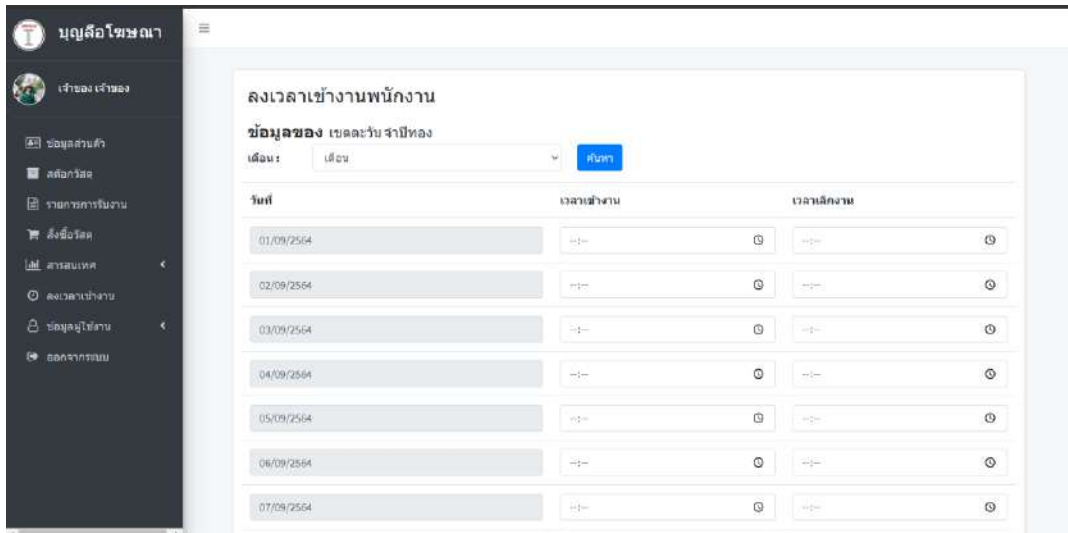 บุญลือโฆษณา
เจ้าของ เจ้าของ
ข้อมูลส่วนตัว
สต๊อกวัสดุ
รายการการรับงาน
สั่งซื้อวัสดุ
สารสนเทศ
ลงเวลาเข้างาน
ข้อมูลผู้ใช้งาน
ออกจากระบบ
ลงเวลาเข้างานพนักงาน
ข้อมูลของ เขตตะวัน จำปีทอง
เดือน : เดือน ค้นหา
วันที่ เวลาเข้างาน เวลาเลิกงาน
01/09/2564 --:-- --:--
02/09/2564 --:-- --:--
03/09/2564 --:-- --:--
04/09/2564 --:-- --:--
05/09/2564 --:-- --:--
06/09/2564 --:-- --:--
07/09/2564 --:-- --:--